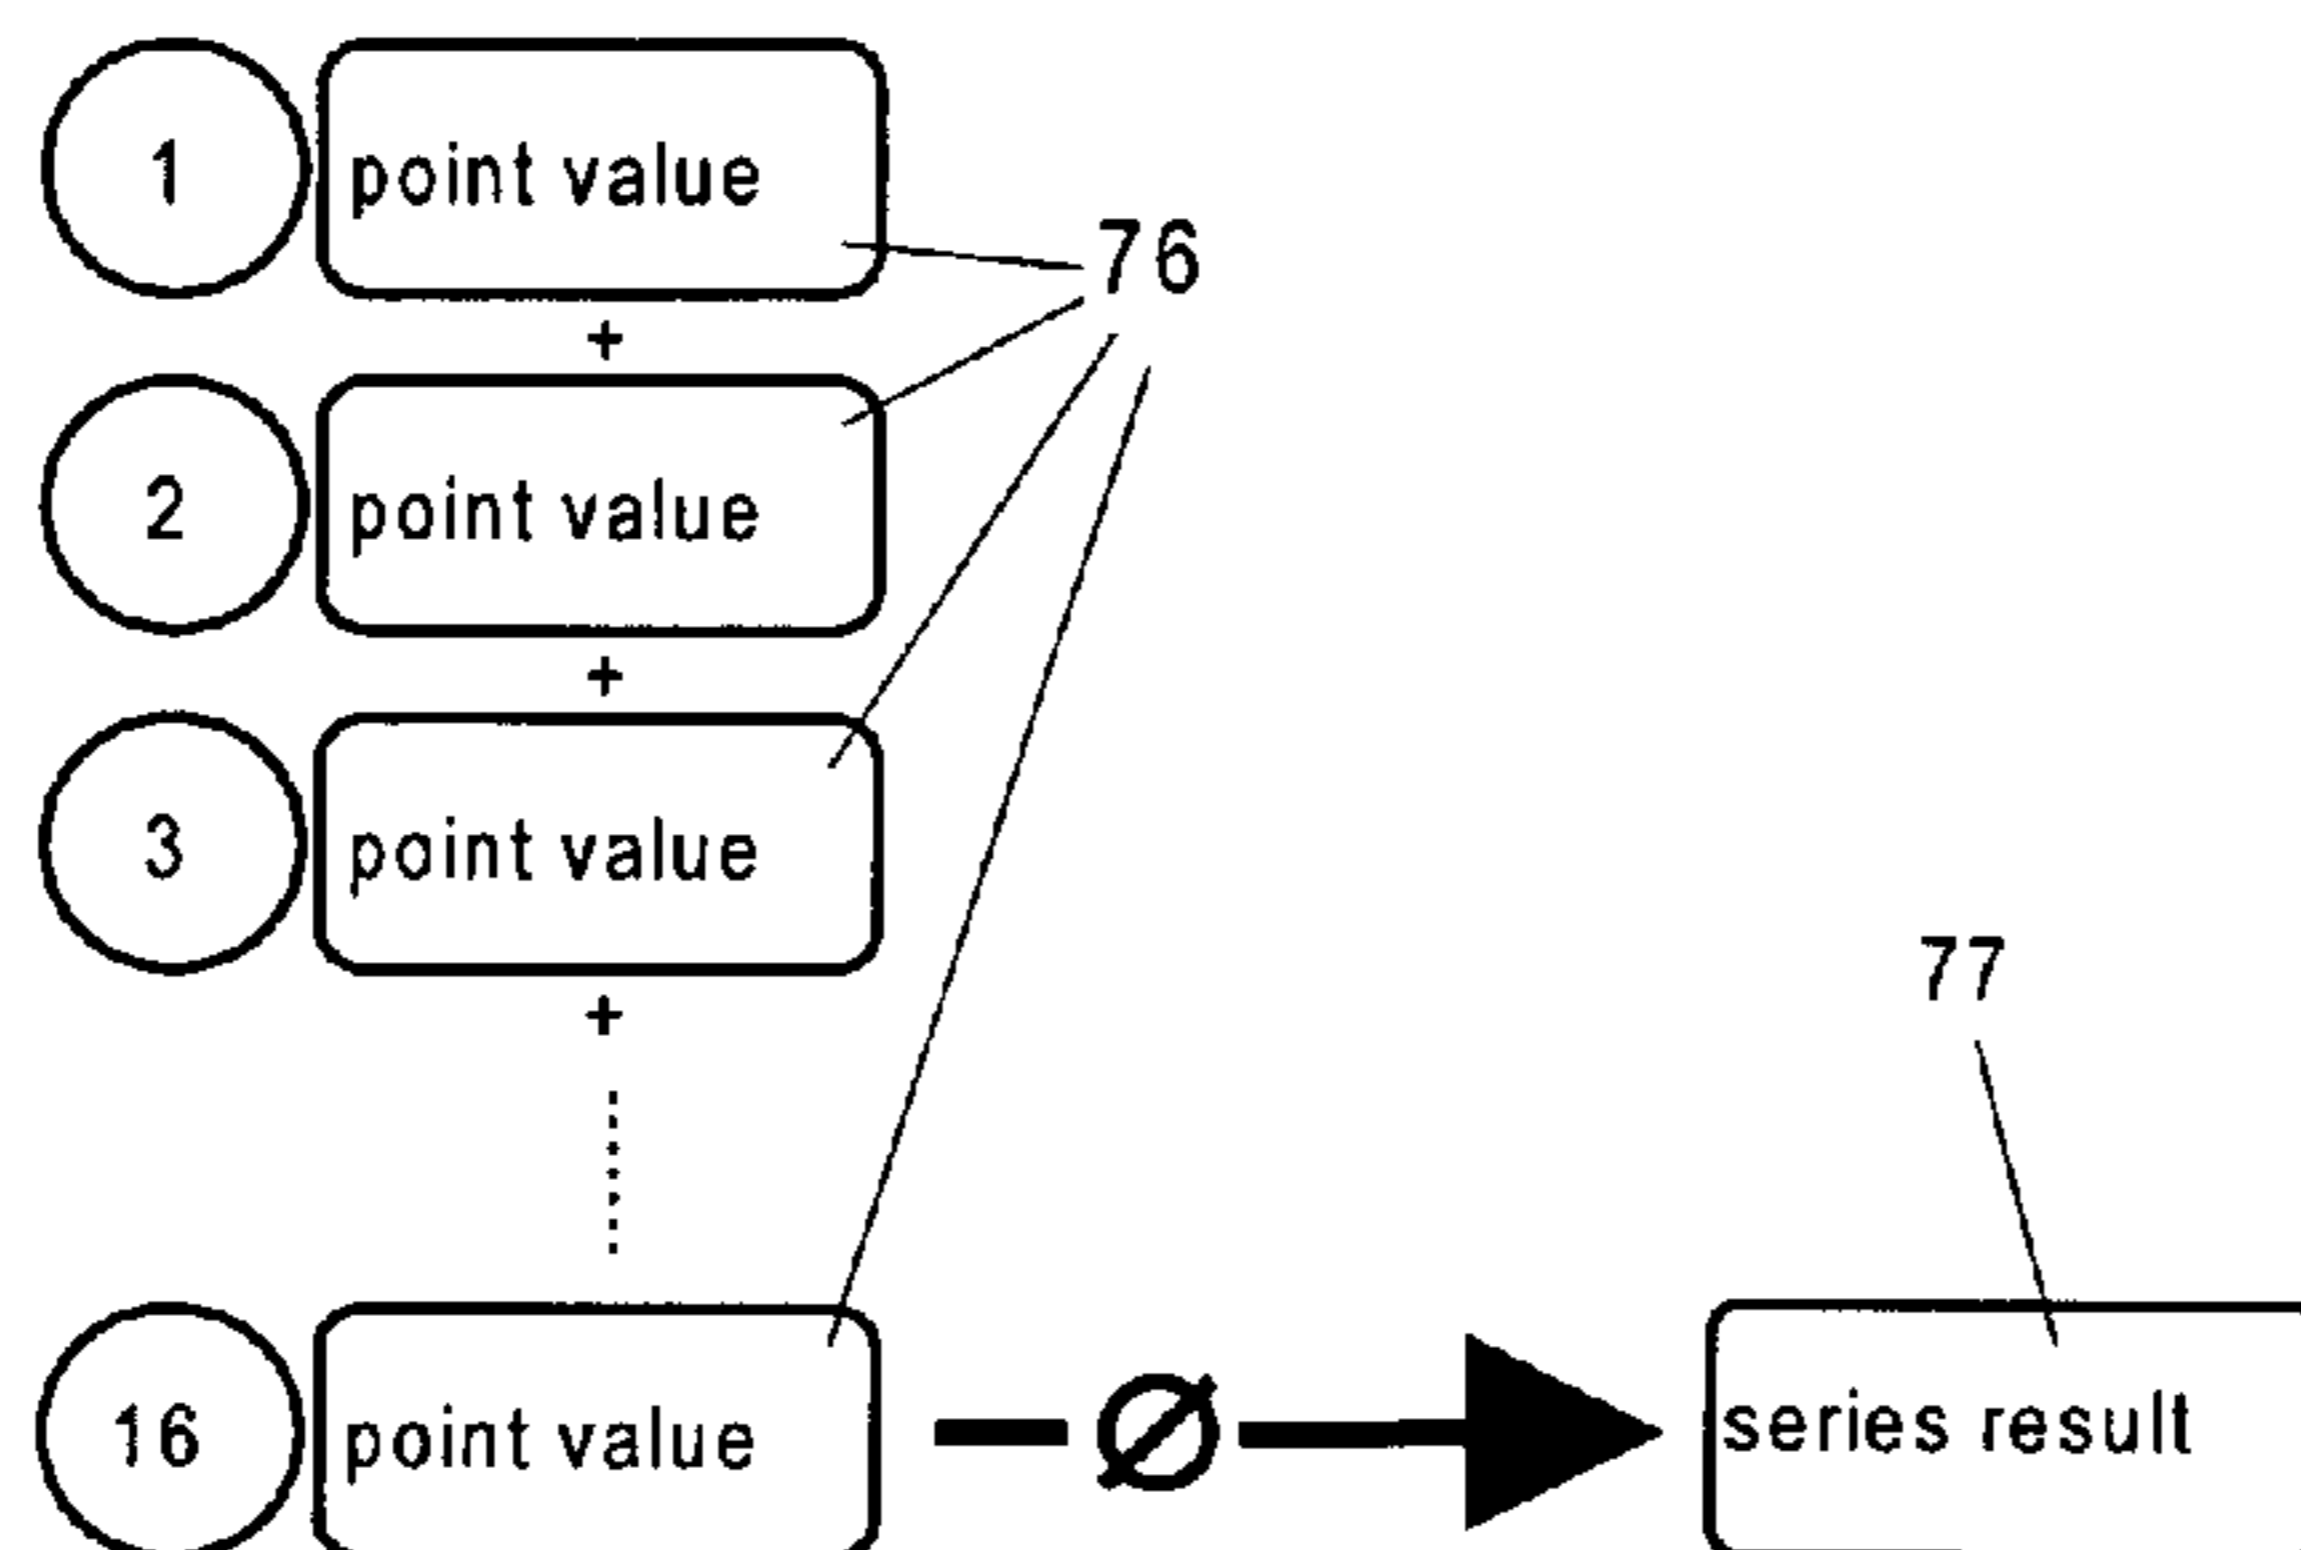 1 point value
76
+
2 point value
+
3 point value
+
77
16 point value Ø series result